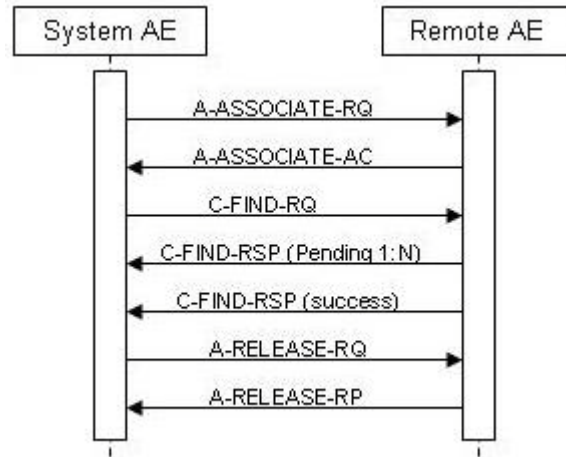 System AE
Remote AE
A-ASSOCIATE-RQ
A-ASSOCIATE-AC
C-FIND-RQ
C-FIND-RSP (Pending 1:N)
C-FIND-RSP (success)
A-RELEASE-RQ
A-RELEASE-RP